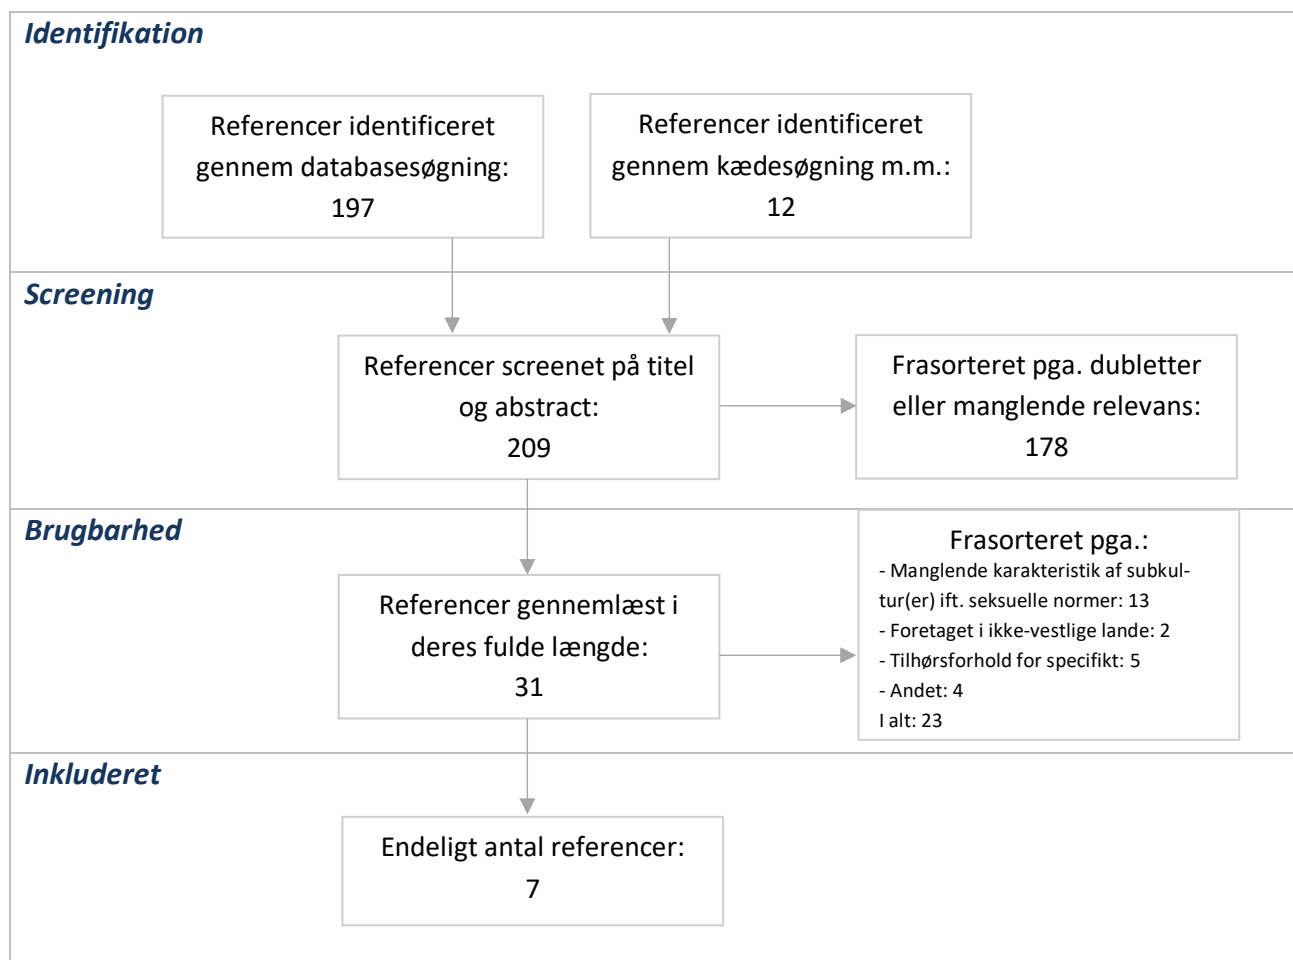 Identifikation
Referencer identificeret
gennem databasesøgning:
197
Referencer identificeret
gennem kædesøgning m.m.:
12
Screening
Referencer screenet på titel
og abstract:
209
Frasorteret pga. dubletter
eller manglende relevans:
178
Brugbarhed
Referencer gennemlæst i
deres fulde længde:
31
Frasorteret pga.:
- Manglende karakteristik af subkul-
tur(er) ift. seksuelle normer: 13
- Foretaget i ikke-vestlige lande: 2
- Tilhørsforhold for specifikt: 5
- Andet: 4
I alt: 23
Inkluderet
Endeligt antal referencer:
7